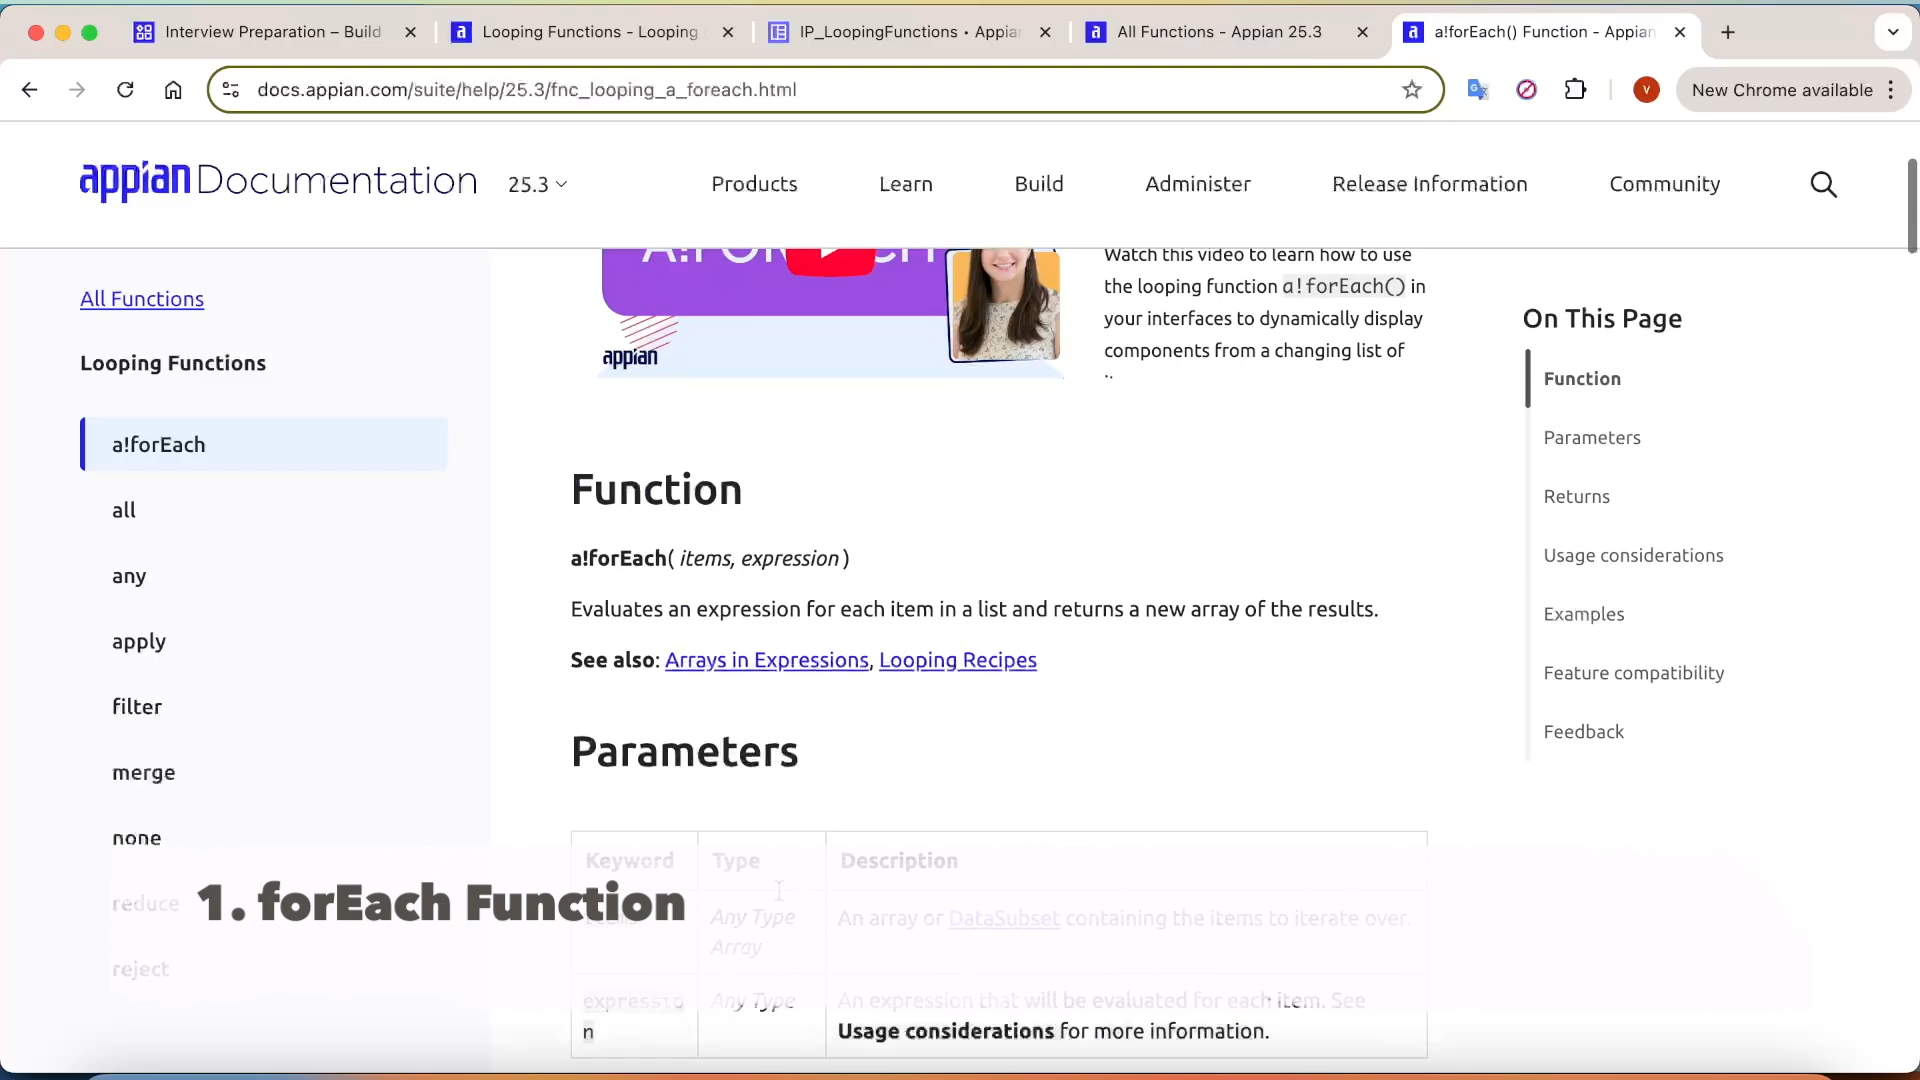 Interview Preparation – Build
Looping Functions - Looping
IP_LoopingFunctions • Appian
All Functions - Appian 25.3
a!forEach() Function - Appian
docs.appian.com/suite/help/25.3/fnc_looping_a_foreach.html
V
New Chrome available
appian Documentation
25.3
Products
Learn
Build
Administer
Release Information
Community
All Functions
Looping Functions
a!forEach
all
any
apply
filter
merge
none
reduce
reject
appian
Watch this video to learn how to use
the looping function a!forEach() in
your interfaces to dynamically display
components from a changing list of
Function
a!forEach( items, expression )
Evaluates an expression for each item in a list and returns a new array of the results.
See also: Arrays in Expressions, Looping Recipes
Parameters
Keyword Type Description
Any Type
Array
An array or DataSubset containing the items to iterate over.
expressio
n
Any Type
An expression that will be evaluated for each item. See
Usage considerations for more information.
1. forEach Function
On This Page
Function
Parameters
Returns
Usage considerations
Examples
Feature compatibility
Feedback